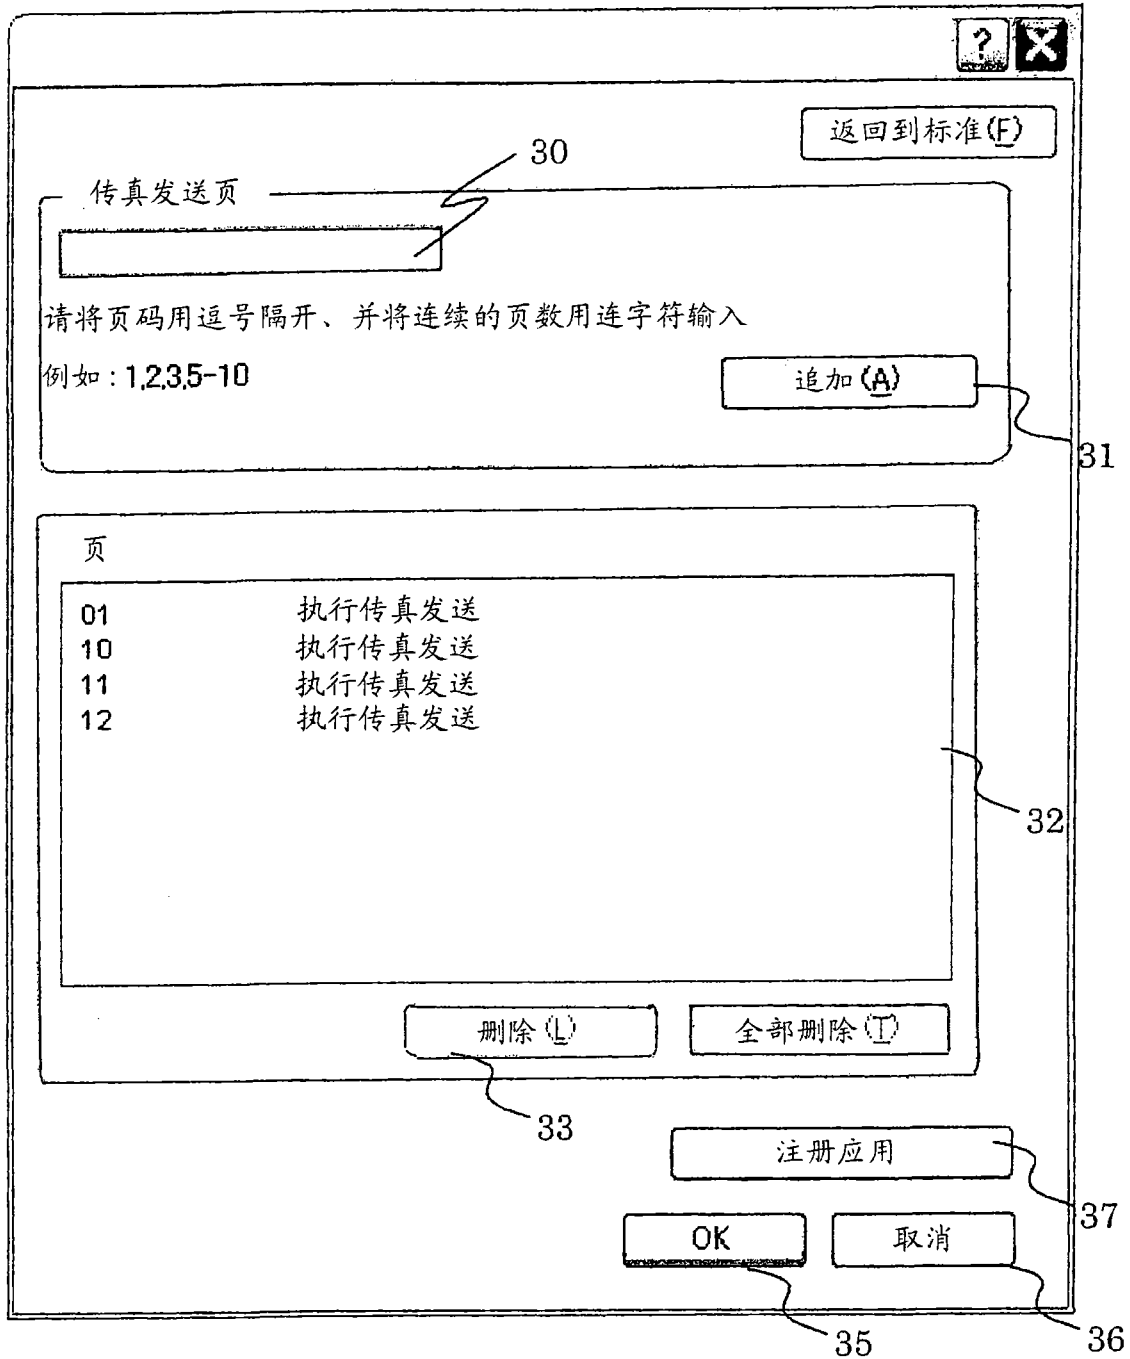 ?
返回到标准(F)
30
传真发送页
请将页码用逗号隔开、并将连续的页数用连字符输入
例如:1,2,3,5-10
追加(A)
31
页
01 执行传真发送
10 执行传真发送
11 执行传真发送
12 执行传真发送
32
删除(L) 全部删除(T)
33
注册应用
37
OK 取消
35 36